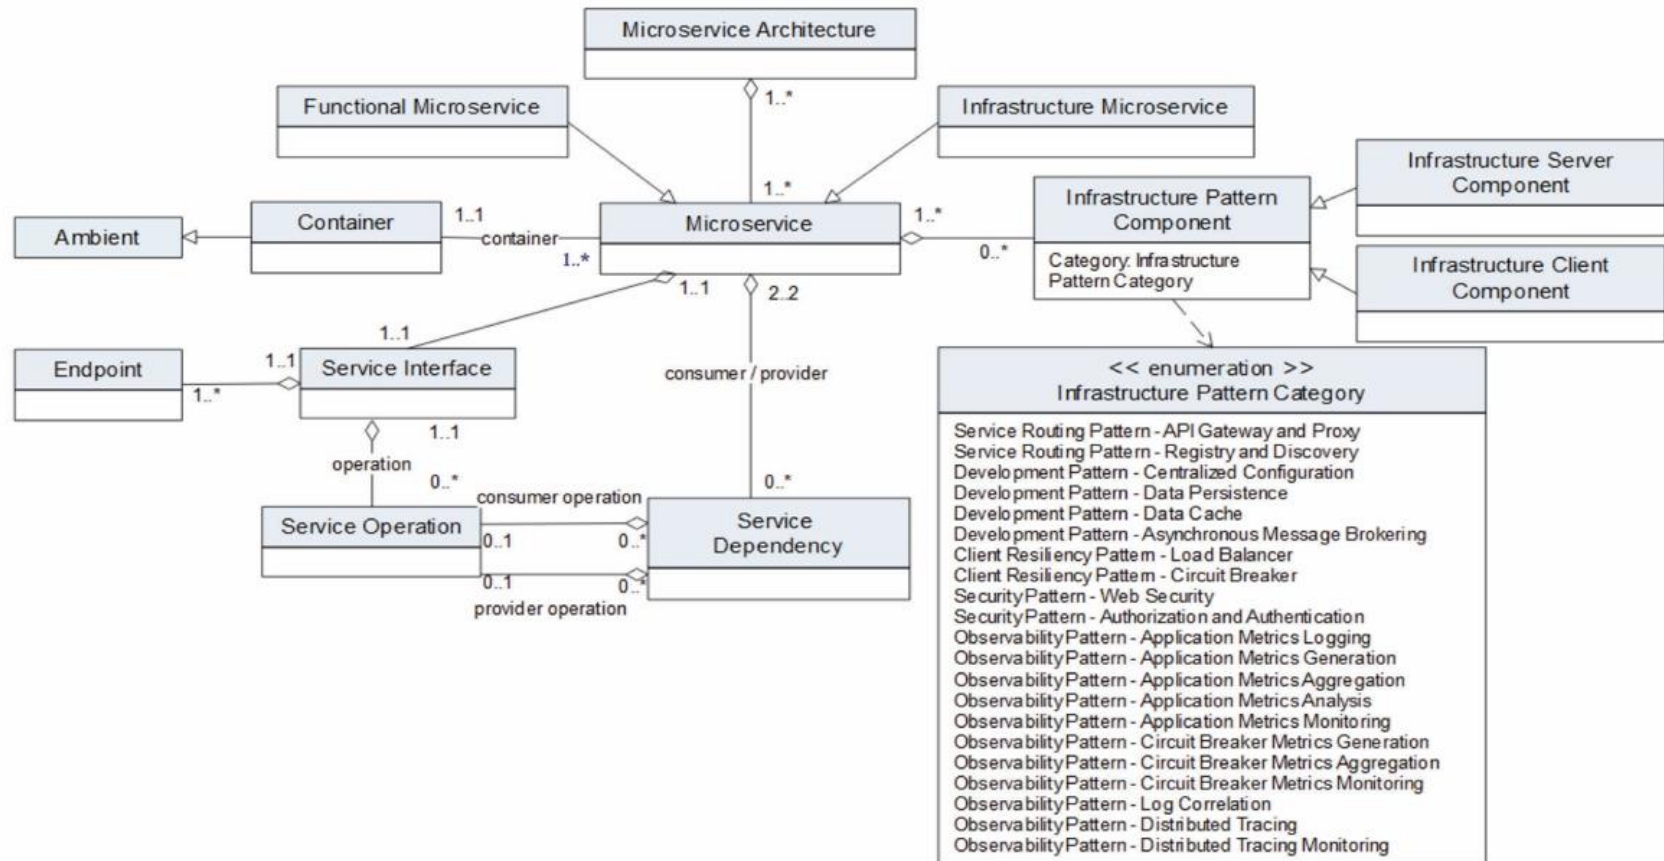 Microservice Architecture
1..*
Functional Microservice
Infrastructure Microservice
Infrastructure Server
Component
1..*
Infrastructure Pattern
Component
Category: Infrastructure
Pattern Category
Ambient
Container
1..1
container
1..*
Microservice
1..*
0..*
Infrastructure Client
Component
1..1
2..2
1..1
Endpoint
1..*
1..1
Service Interface
consumer / provider
1..1
operation
0..*
0..*
consumer operation
Service Operation
0..1
0..*
Service
Dependency
0..1
0..*
provider operation
<< enumeration >>
Infrastructure Pattern Category
Service Routing Pattern - API Gateway and Proxy
Service Routing Pattern - Registry and Discovery
Development Pattern - Centralized Configuration
Development Pattern - Data Persistence
Development Pattern - Data Cache
Development Pattern - Asynchronous Message Brokering
Client Resiliency Pattern - Load Balancer
Client Resiliency Pattern - Circuit Breaker
Security Pattern - Web Security
Security Pattern - Authorization and Authentication
Observability Pattern - Application Metrics Logging
Observability Pattern - Application Metrics Generation
Observability Pattern - Application Metrics Aggregation
Observability Pattern - Application Metrics Analysis
Observability Pattern - Application Metrics Monitoring
Observability Pattern - Circuit Breaker Metrics Generation
Observability Pattern - Circuit Breaker Metrics Aggregation
Observability Pattern - Circuit Breaker Metrics Monitoring
Observability Pattern - Log Correlation
Observability Pattern - Distributed Tracing
Observability Pattern - Distributed Tracing Monitoring